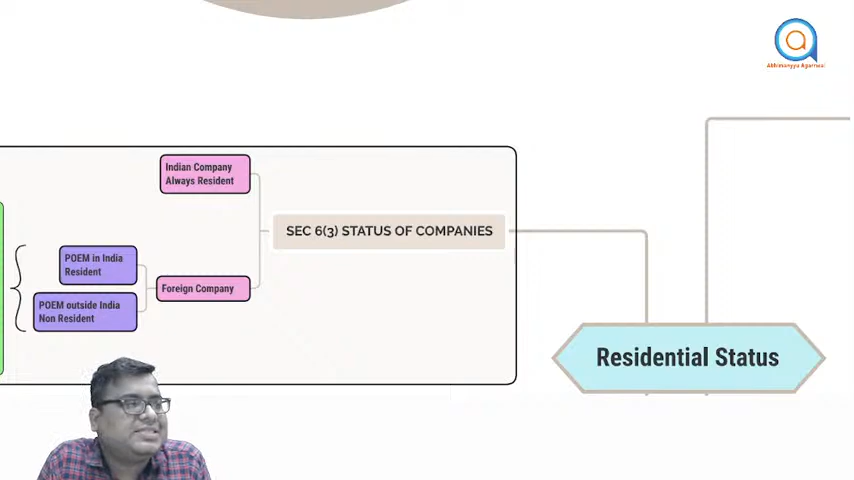 Abhimanyyu Agarrwal
Indian Company
Always Resident
SEC 6(3) STATUS OF COMPANIES
POEM in India
Resident
Foreign Company
POEM outside India
Non Resident
Residential Status